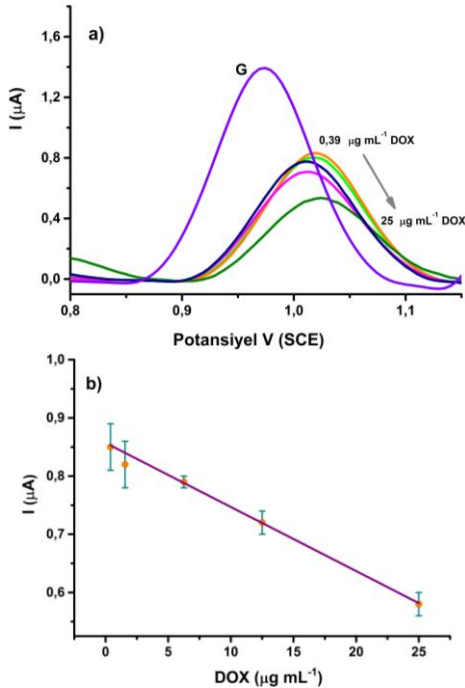 a)
1,6
G
1,2
I (µA)
0,39 µg mL⁻¹ DOX
0,8
25 µg mL⁻¹ DOX
0,4
0,0
0,8 0,9 1,0 1,1
Potansiyel V (SCE)
b)
1,0
0,9
I (µA)
0,8
0,7
0,6
0 5 10 15 20 25
DOX (µg mL⁻¹)